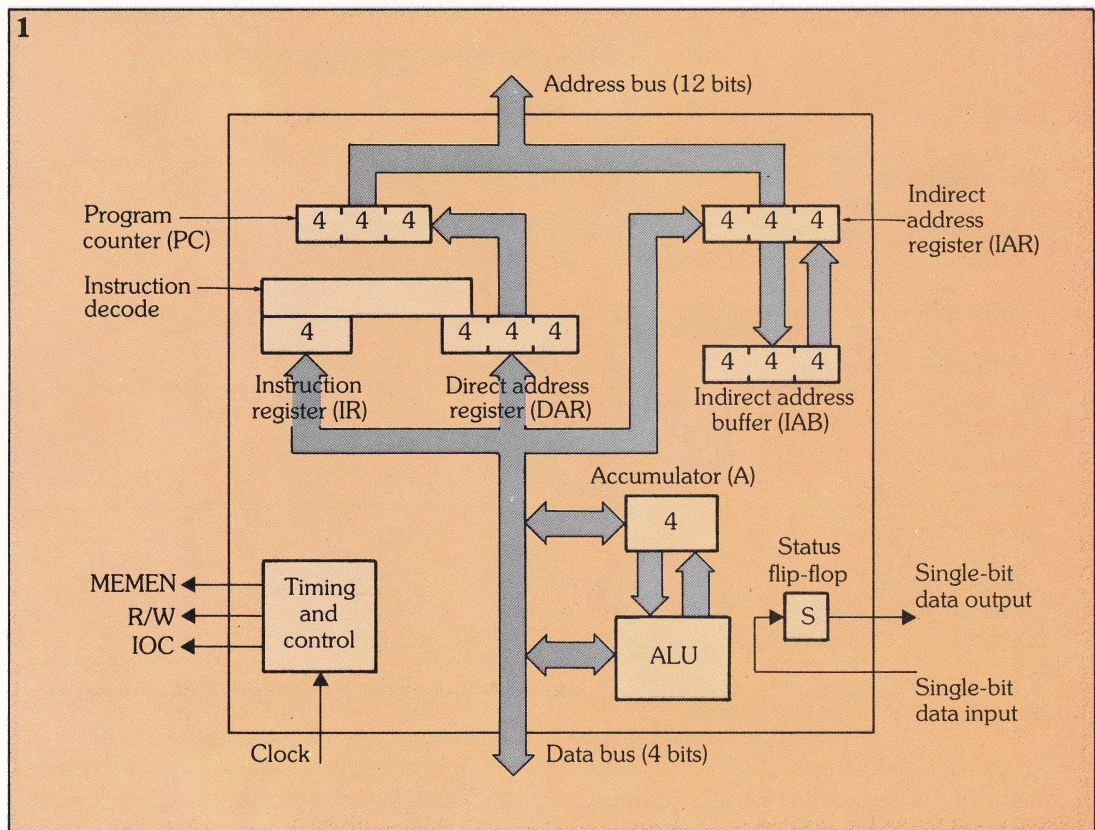 1
Address bus (12 bits)
Program
counter (PC)
4 4 4
4 4 4
Indirect
address
register (IAR)
Instruction
decode
4
4 4 4
4 4 4
Instruction
register (IR)
Direct address
register (DAR)
Indirect address
buffer (IAB)
Accumulator (A)
4
Status
flip-flop
S
Single-bit
data output
MEMEN
R/W
IOC
Timing
and
control
ALU
Single-bit
data input
Clock
Data bus (4 bits)